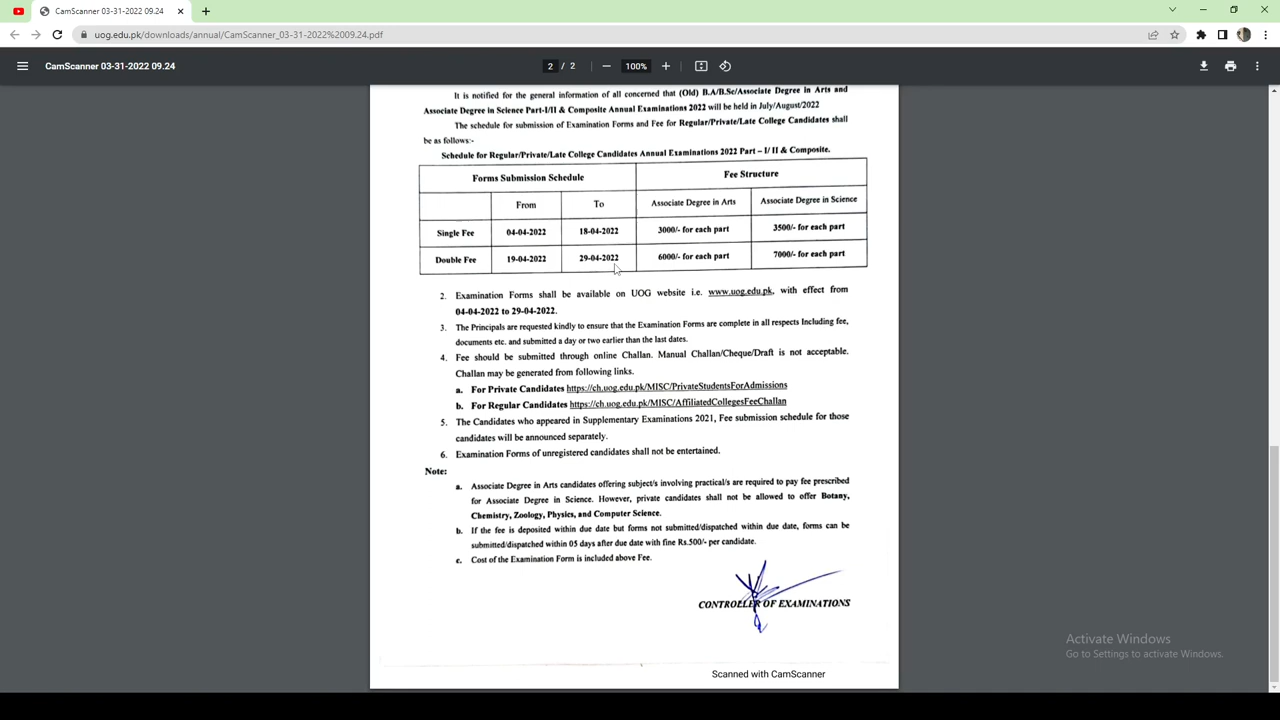 CamScanner 03-31-2022 09.24
uog.edu.pk/downloads/annual/CamScanner_03-31-2022%2009.24.pdf
CamScanner 03-31-2022 09.24
2 / 2
100%
It is notified for the general information of all concerned that (Old) B.A/B.Sc/Associate Degree in Arts and
Associate Degree in Science Part-I/II & Composite Annual Examinations 2022 will be held in July/August/2022
The schedule for submission of Examination Forms and Fee for Regular/Private/Late College Candidates shall
be as follows:-
Schedule for Regular/Private/Late College Candidates Annual Examinations 2022 Part – I/ II & Composite.
Forms Submission Schedule Fee Structure
From To Associate Degree in Arts Associate Degree in Science
Single Fee 04-04-2022 18-04-2022 3000/- for each part 3500/- for each part
Double Fee 19-04-2022 29-04-2022 6000/- for each part 7000/- for each part
2. Examination Forms shall be available on UOG website i.e. www.uog.edu.pk, with effect from
04-04-2022 to 29-04-2022.
3. The Principals are requested kindly to ensure that the Examination Forms are complete in all respects Including fee,
documents etc. and submitted a day or two earlier than the last dates.
4. Fee should be submitted through online Challan. Manual Challan/Cheque/Draft is not acceptable.
Challan may be generated from following links.
a. For Private Candidates https://ch.uog.edu.pk/MISC/PrivateStudentsForAdmissions
b. For Regular Candidates https://ch.uog.edu.pk/MISC/AffiliatedCollegesFeeChallan
5. The Candidates who appeared in Supplementary Examinations 2021, Fee submission schedule for those
candidates will be announced separately.
6. Examination Forms of unregistered candidates shall not be entertained.
Note:
a. Associate Degree in Arts candidates offering subject/s involving practical/s are required to pay fee prescribed
for Associate Degree in Science. However, private candidates shall not be allowed to offer Botany,
Chemistry, Zoology, Physics, and Computer Science.
b. If the fee is deposited within due date but forms not submitted/dispatched within due date, forms can be
submitted/dispatched within 05 days after due date with fine Rs.500/- per candidate.
c. Cost of the Examination Form is included above Fee.
CONTROLLER OF EXAMINATIONS
Activate Windows
Go to Settings to activate Windows.
Scanned with CamScanner